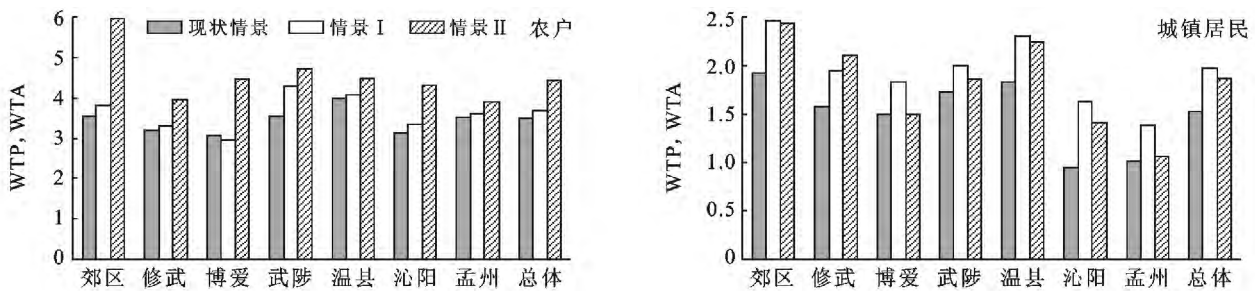 6
现状情景 情景Ⅰ 情景Ⅱ 农户
5
4
3
2
1
0
WTP, WTA
郊区 修武 博爱 武陟 温县 沁阳 孟州 总体
2.5
城镇居民
2.0
1.5
1.0
0.5
0.0
WTP, WTA
郊区 修武 博爱 武陟 温县 沁阳 孟州 总体